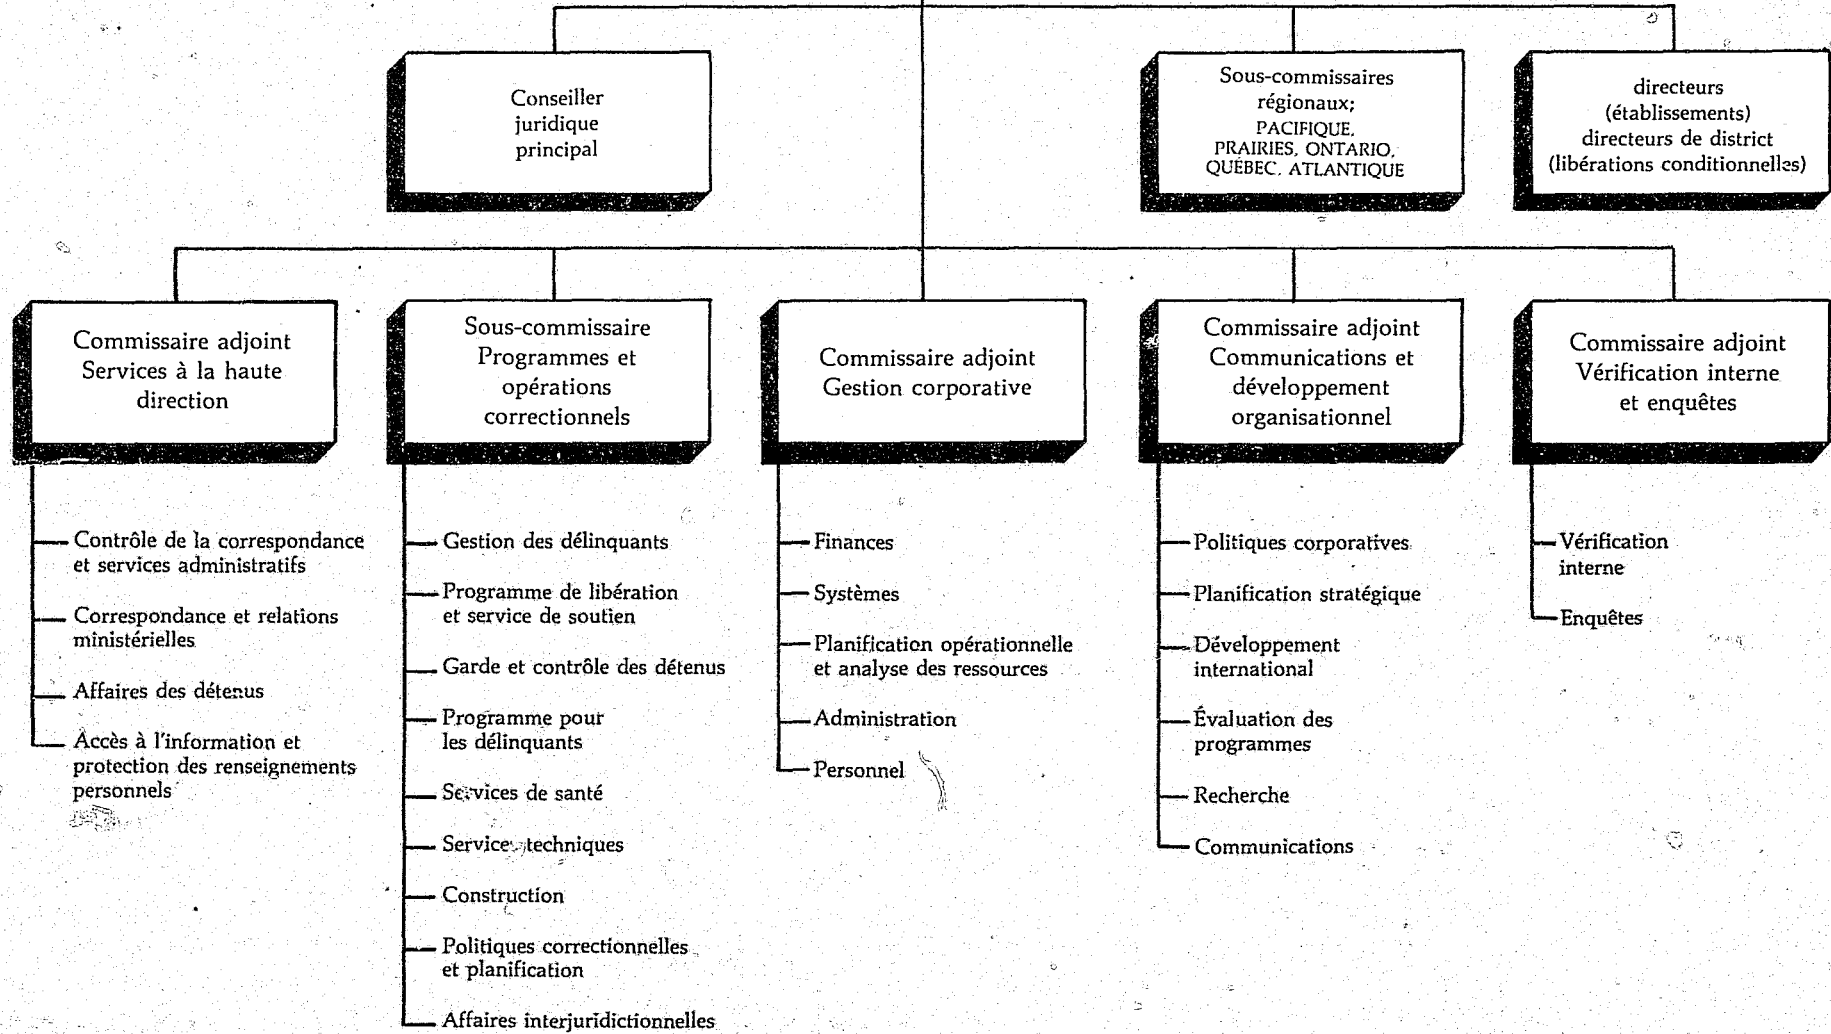 Conseiller
juridique
principal
Sous-commissaires
régionaux;
PACIFIQUE,
PRAIRIES, ONTARIO,
QUÉBEC, ATLANTIQUE
directeurs
(établissements)
directeurs de district
(libérations conditionnelles)
Commissaire adjoint
Services à la haute
direction
Contrôle de la correspondance
et services administratifs
Correspondance et relations
ministérielles
Affaires des détenus
Accès à l'information et
protection des renseignements
personnels
Sous-commissaire
Programmes et
opérations
correctionnels
Gestion des délinquants
Programme de libération
et service de soutien
Garde et contrôle des détenus
Programme pour
les délinquants
Services de santé
Services techniques
Construction
Politiques correctionnelles
et planification
Affaires interjuridictionnelles
Commissaire adjoint
Gestion corporative
Finances
Systèmes
Planification opérationnelle
et analyse des ressources
Administration
Personnel
Commissaire adjoint
Communications et
développement
organisationnel
Politiques corporatives
Planification stratégique
Développement
international
Évaluation des
programmes
Recherche
Communications
Commissaire adjoint
Vérification interne
et enquêtes
Vérification
interne
Enquêtes